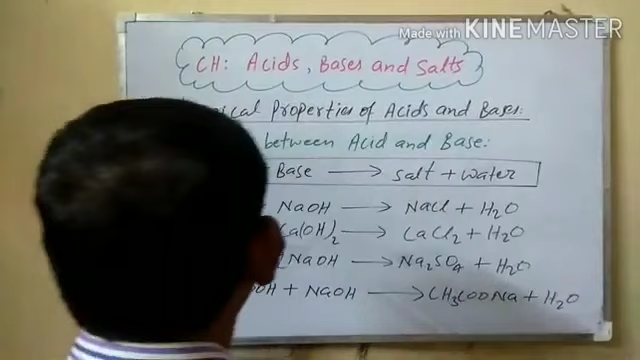 Made with KINEMASTER
CH: Acids, Bases and Salts
Properties of Acids and Bases:
between Acid and Base:
Base → salt + water
NaOH → NaCl + H₂O
Ca(OH)₂ → CaCl₂ + H₂O
NaOH → Na₂SO₄ + H₂O
OH + NaOH → CH₃COONa + H₂O